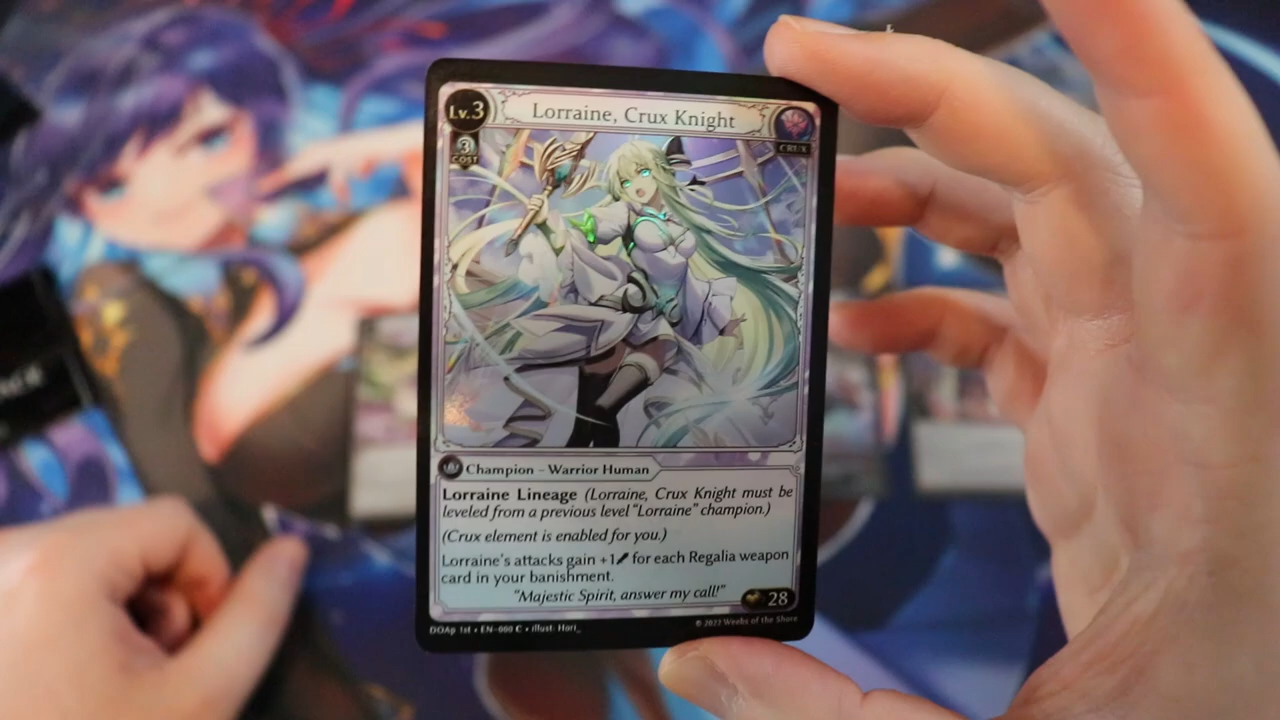 Lv.3
Lorraine, Crux Knight
3
COST
CRUX
Champion – Warrior Human
Lorraine Lineage (Lorraine, Crux Knight must be
leveled from a previous level "Lorraine" champion.)
(Crux element is enabled for you.)
Lorraine's attacks gain +1 for each Regalia weapon
card in your banishment.
"Majestic Spirit, answer my call!"
28
DOAp 1st • EN-000 C • illust: Hori_
© 2022 Weebs of the Shore